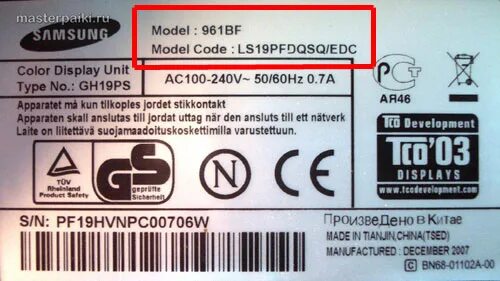 masterpaiki.ru
SAMSUNG
Model : 961BF
Model Code : LS19PFDQSQ/EDC
Color Display Unit
Type No.: GH19PS
AC100-240V~ 50/60Hz 0.7A
РСТ
АЯ46
Apparatet må kun tilkoples jordet stikkontakt
Apparaten skall anslutas till jordat uttag när den ansluts till ett nätverk
Laite on liitettävä suojamaadoituskoskettimilla varustettuun.
TÜV
Rheinland
Product Safety
GS
geprüfte
Sicherheit
N
CE
TCO Development
TCO'03
DISPLAYS
www.tcodevelopment.com
S/N: PF19HVNPC00706W
ПроизвеДено в Китае
MADE IN TIANJIN,CHINA(TSED)
MANUFACTURED : DECEMBER 2007
C BN68-01102A-00